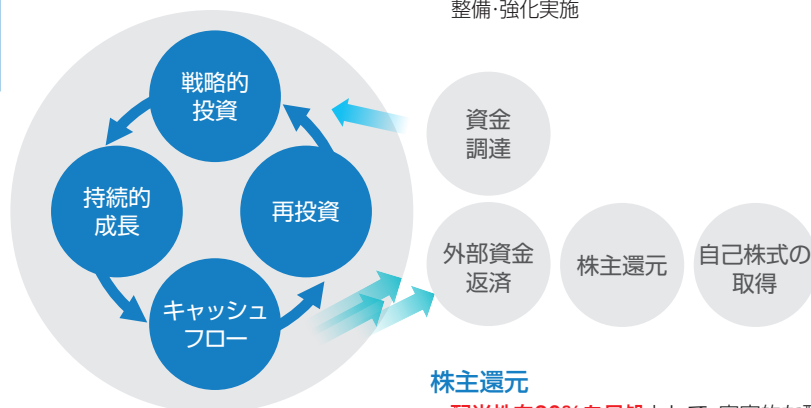 整備・強化実施
戦略的
投資
資金
調達
持続的
成長
再投資
外部資金
返済
株主還元
自己株式の
取得
キャッシュ
フロー
株主還元